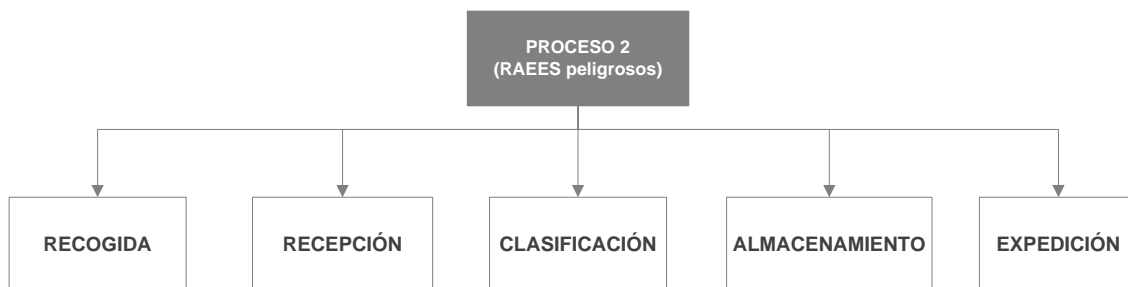 PROCESO 2
(RAEES peligrosos)
RECOGIDA
RECEPCIÓN
CLASIFICACIÓN
ALMACENAMIENTO
EXPEDICIÓN